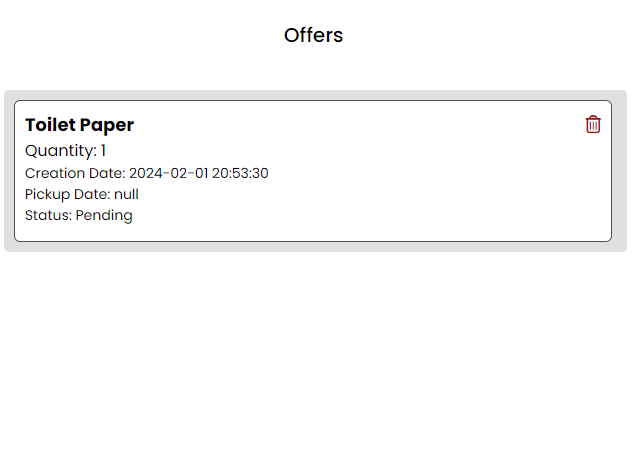 Offers
Toilet Paper
Quantity: 1
Creation Date: 2024-02-01 20:53:30
Pickup Date: null
Status: Pending